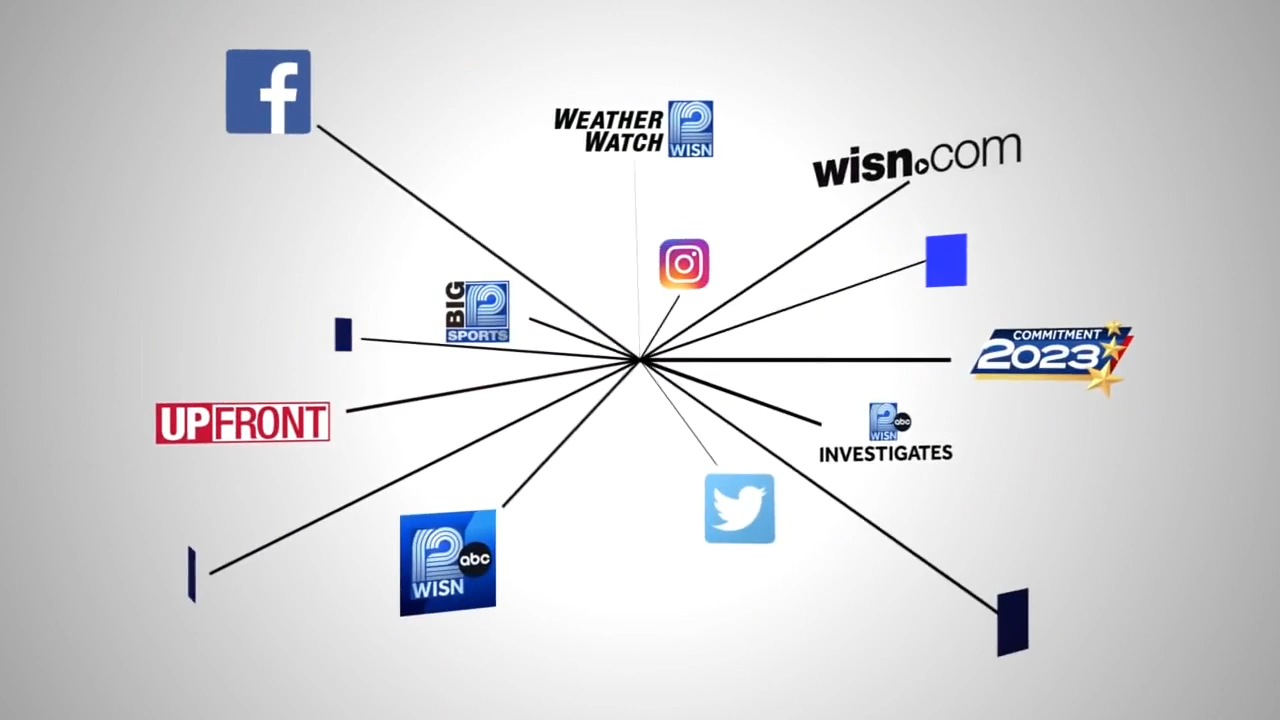 f
WEATHER
WATCH
12
WISN
wisn.com
BIG
12
SPORTS
COMMITMENT
2023
UPFRONT
12
abc
WISN
INVESTIGATES
12
abc
WISN